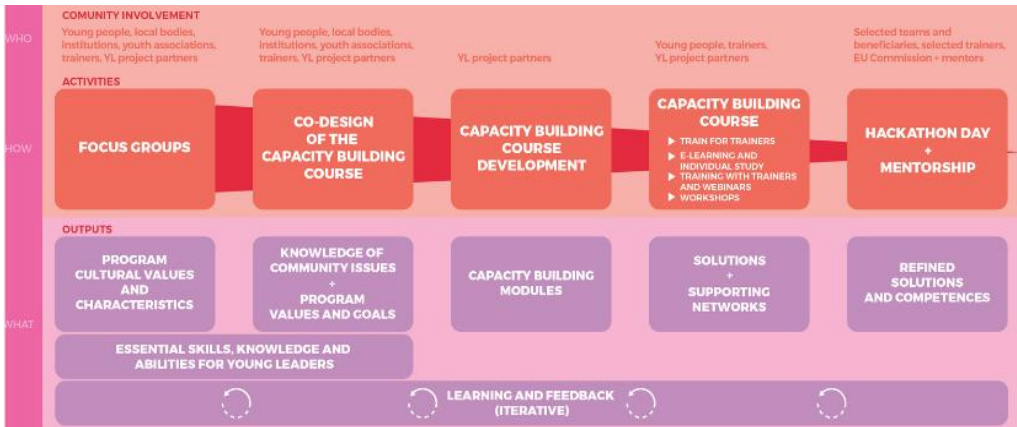 WHO
COMUNITY INVOLVEMENT
Young people, local bodies,
institutions, youth associations,
trainers, YL project partners
Young people, local bodies,
institutions, youth associations,
trainers, YL project partners
YL project partners
Young people, trainers,
YL project partners
Selected teams and
beneficiaries, selected trainers,
EU Commission + mentors
HOW
ACTIVITIES
FOCUS GROUPS
CO-DESIGN
OF THE
CAPACITY BUILDING
COURSE
CAPACITY BUILDING
COURSE
DEVELOPMENT
CAPACITY BUILDING
COURSE
TRAIN FOR TRAINERS
E-LEARNING AND
INDIVIDUAL STUDY
TRAINING WITH TRAINERS
AND WEBINARS
WORKSHOPS
HACKATHON DAY
+
MENTORSHIP
WHAT
OUTPUTS
PROGRAM
CULTURAL VALUES
AND
CHARACTERISTICS
KNOWLEDGE OF
COMMUNITY ISSUES
+
PROGRAM
VALUES AND GOALS
CAPACITY BUILDING
MODULES
SOLUTIONS
+
SUPPORTING
NETWORKS
REFINED
SOLUTIONS
AND COMPETENCES
ESSENTIAL SKILLS, KNOWLEDGE AND
ABILITIES FOR YOUNG LEADERS
LEARNING AND FEEDBACK
(ITERATIVE)